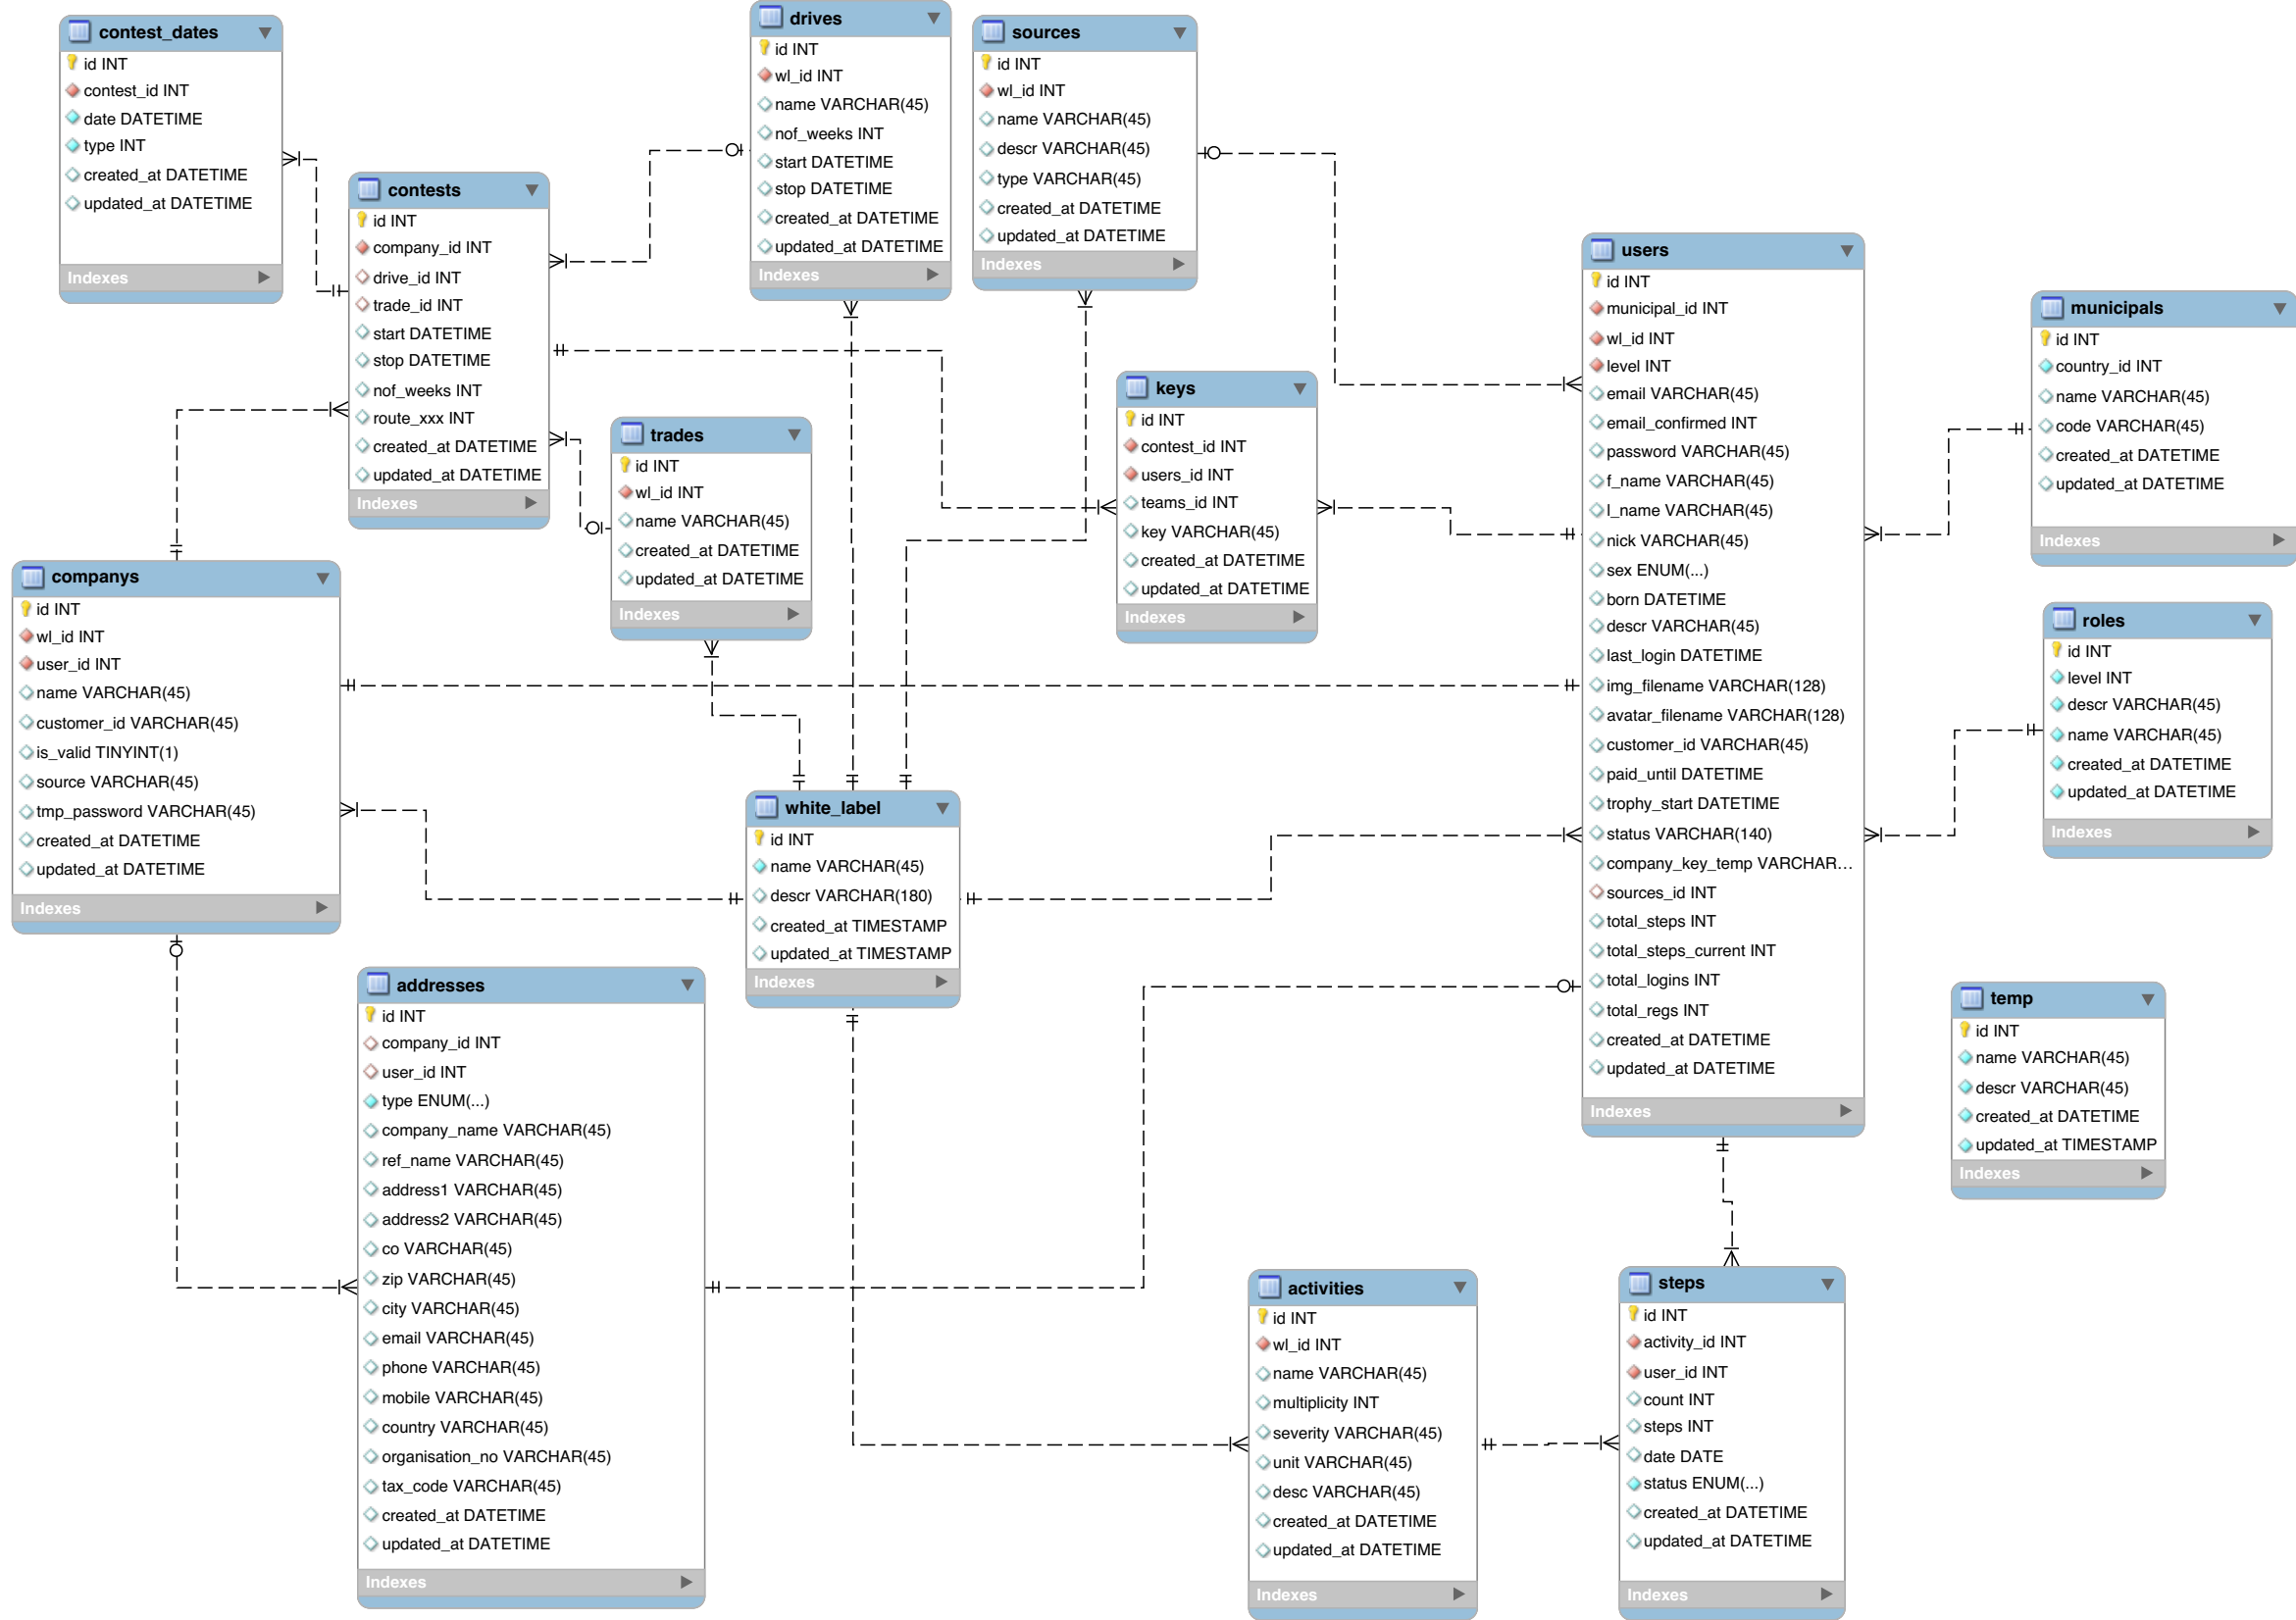 contest_dates
id INT
contest_id INT
date DATETIME
type INT
created_at DATETIME
updated_at DATETIME
Indexes
contests
id INT
company_id INT
drive_id INT
trade_id INT
start DATETIME
stop DATETIME
nof_weeks INT
route_xxx INT
created_at DATETIME
updated_at DATETIME
Indexes
drives
id INT
wl_id INT
name VARCHAR(45)
nof_weeks INT
start DATETIME
stop DATETIME
created_at DATETIME
updated_at DATETIME
Indexes
sources
id INT
wl_id INT
name VARCHAR(45)
descr VARCHAR(45)
type VARCHAR(45)
created_at DATETIME
updated_at DATETIME
Indexes
trades
id INT
wl_id INT
name VARCHAR(45)
created_at DATETIME
updated_at DATETIME
Indexes
keys
id INT
contest_id INT
users_id INT
teams_id INT
key VARCHAR(45)
created_at DATETIME
updated_at DATETIME
Indexes
users
id INT
municipal_id INT
wl_id INT
level INT
email VARCHAR(45)
email_confirmed INT
password VARCHAR(45)
f_name VARCHAR(45)
l_name VARCHAR(45)
nick VARCHAR(45)
sex ENUM(...)
born DATETIME
descr VARCHAR(45)
last_login DATETIME
img_filename VARCHAR(128)
avatar_filename VARCHAR(128)
customer_id VARCHAR(45)
paid_until DATETIME
trophy_start DATETIME
status VARCHAR(140)
company_key_temp VARCHAR…
sources_id INT
total_steps INT
total_steps_current INT
total_logins INT
total_regs INT
created_at DATETIME
updated_at DATETIME
Indexes
municipals
id INT
country_id INT
name VARCHAR(45)
code VARCHAR(45)
created_at DATETIME
updated_at DATETIME
Indexes
roles
id INT
level INT
descr VARCHAR(45)
name VARCHAR(45)
created_at DATETIME
updated_at DATETIME
Indexes
companys
id INT
wl_id INT
user_id INT
name VARCHAR(45)
customer_id VARCHAR(45)
is_valid TINYINT(1)
source VARCHAR(45)
tmp_password VARCHAR(45)
created_at DATETIME
updated_at DATETIME
Indexes
white_label
id INT
name VARCHAR(45)
descr VARCHAR(180)
created_at TIMESTAMP
updated_at TIMESTAMP
Indexes
addresses
id INT
company_id INT
user_id INT
type ENUM(...)
company_name VARCHAR(45)
ref_name VARCHAR(45)
address1 VARCHAR(45)
address2 VARCHAR(45)
co VARCHAR(45)
zip VARCHAR(45)
city VARCHAR(45)
email VARCHAR(45)
phone VARCHAR(45)
mobile VARCHAR(45)
country VARCHAR(45)
organisation_no VARCHAR(45)
tax_code VARCHAR(45)
created_at DATETIME
updated_at DATETIME
Indexes
temp
id INT
name VARCHAR(45)
descr VARCHAR(45)
created_at DATETIME
updated_at TIMESTAMP
Indexes
activities
id INT
wl_id INT
name VARCHAR(45)
multiplicity INT
severity VARCHAR(45)
unit VARCHAR(45)
desc VARCHAR(45)
created_at DATETIME
updated_at DATETIME
Indexes
steps
id INT
activity_id INT
user_id INT
count INT
steps INT
date DATE
status ENUM(...)
created_at DATETIME
updated_at DATETIME
Indexes